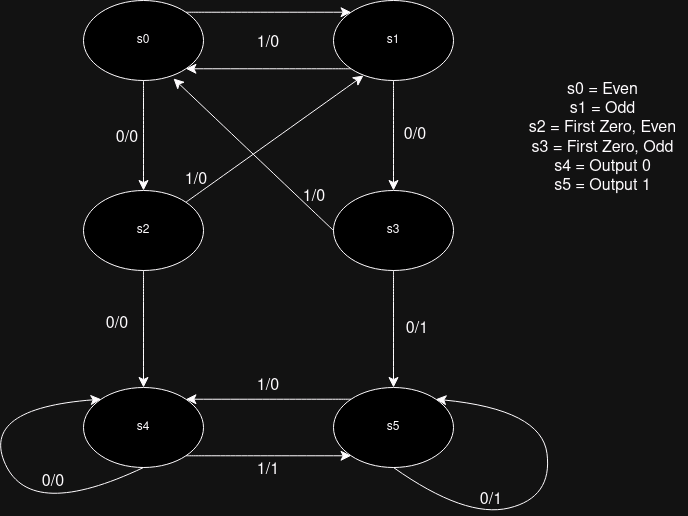 s0
1/0
s1
s0 = Even
s1 = Odd
s2 = First Zero, Even
s3 = First Zero, Odd
s4 = Output 0
s5 = Output 1
0/0
0/0
1/0
1/0
s2
s3
0/0
0/1
1/0
s4
s5
1/1
0/0
0/1